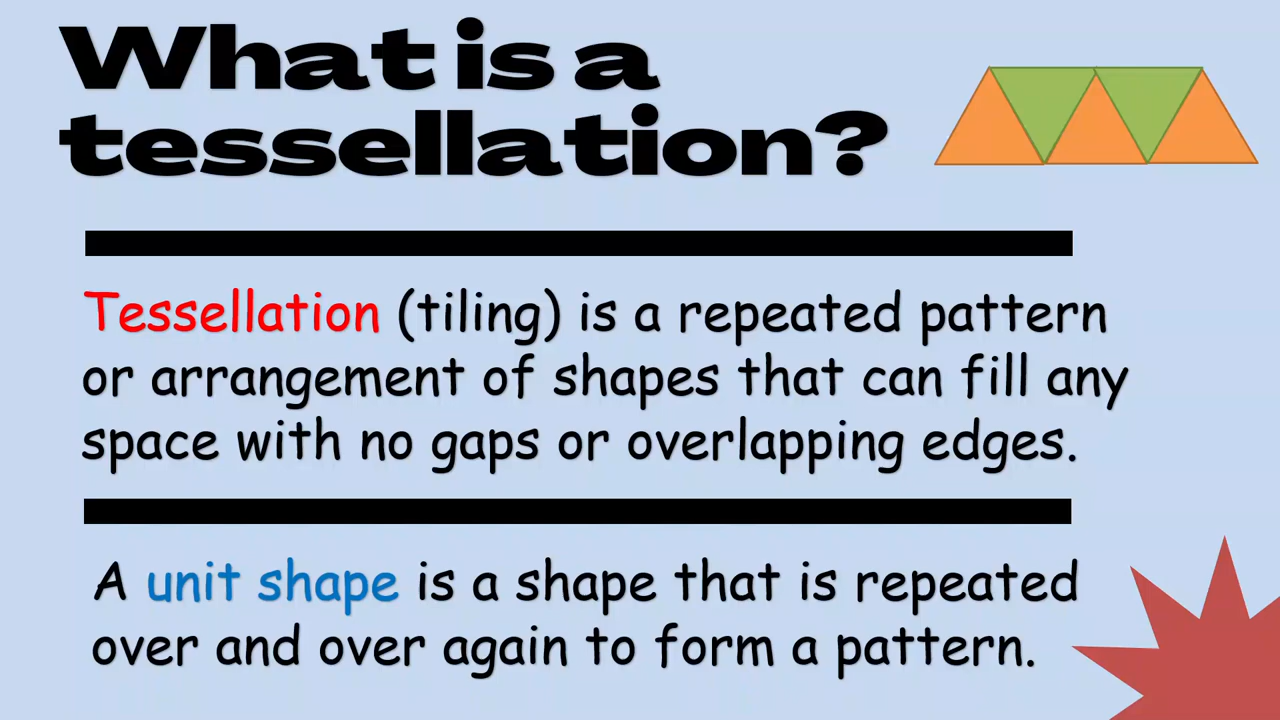 What is a
tessellation?
Tessellation (tiling) is a repeated pattern
or arrangement of shapes that can fill any
space with no gaps or overlapping edges.
A unit shape is a shape that is repeated
over and over again to form a pattern.